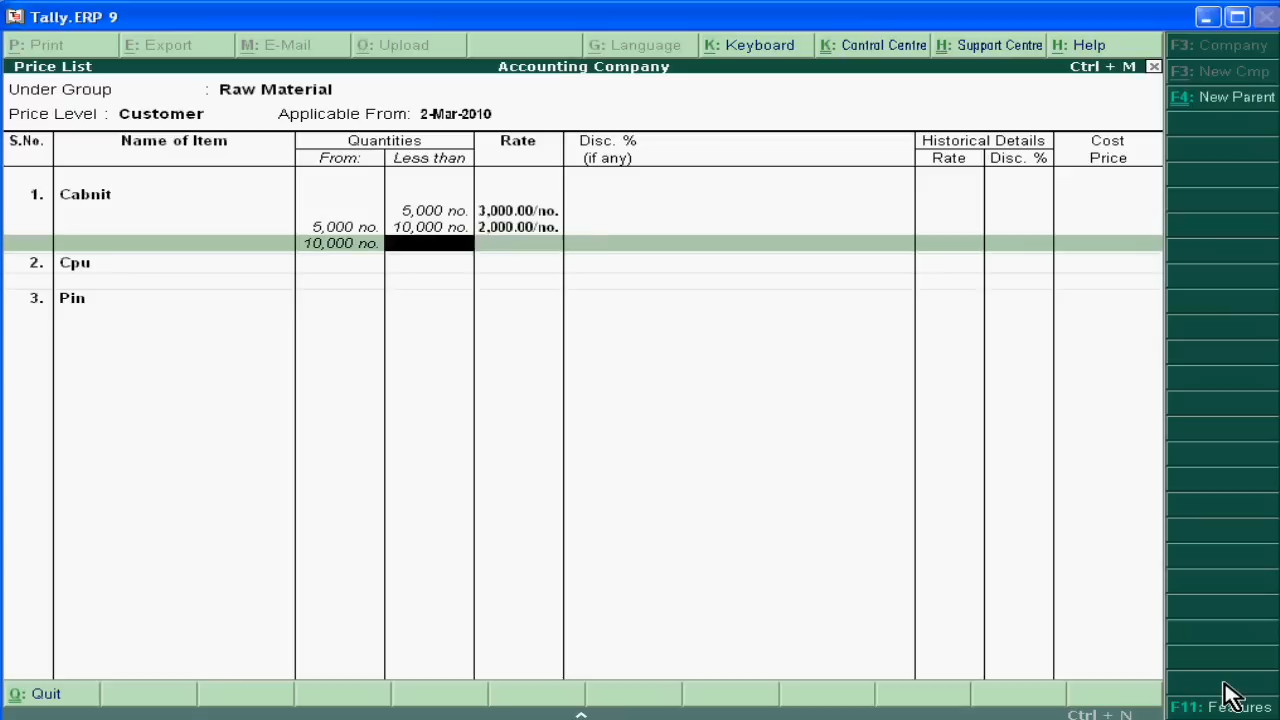 Tally.ERP 9
P: Print E: Export M: E-Mail O: Upload G: Language K: Keyboard K: Control Centre H: Support Centre H: Help F3: Company
Price List Accounting Company Ctrl + M
F3: New Cmp
Under Group : Raw Material
F4: New Parent
Price Level : Customer Applicable From: 2-Mar-2010
S.No. Name of Item Quantities Rate Disc. % Historical Details Cost
From: Less than (if any) Rate Disc. % Price
1. Cabnit
5,000 no. 3,000.00/no.
5,000 no. 10,000 no. 2,000.00/no.
10,000 no.
2. Cpu
3. Pin
Q: Quit
F11: Features
Ctrl + N